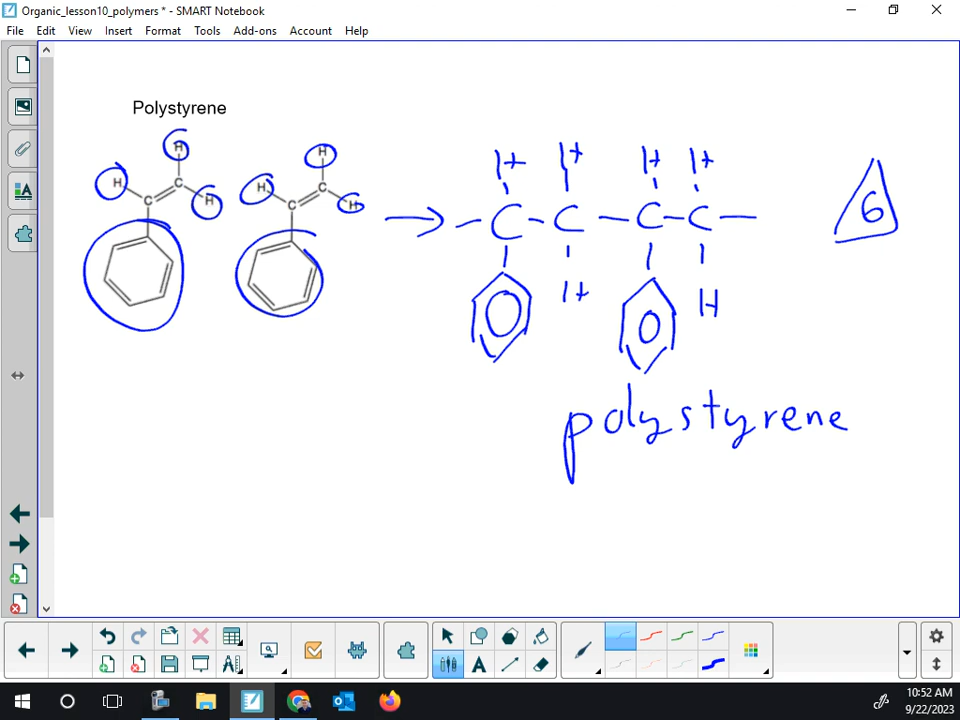 Organic_lesson10_polymers * - SMART Notebook
File Edit View Insert Format Tools Add-ons Account Help
Polystyrene
H H H H H H
C C C C
H H H H
C C C C
H H
6
polystyrene
10:52 AM
9/22/2023